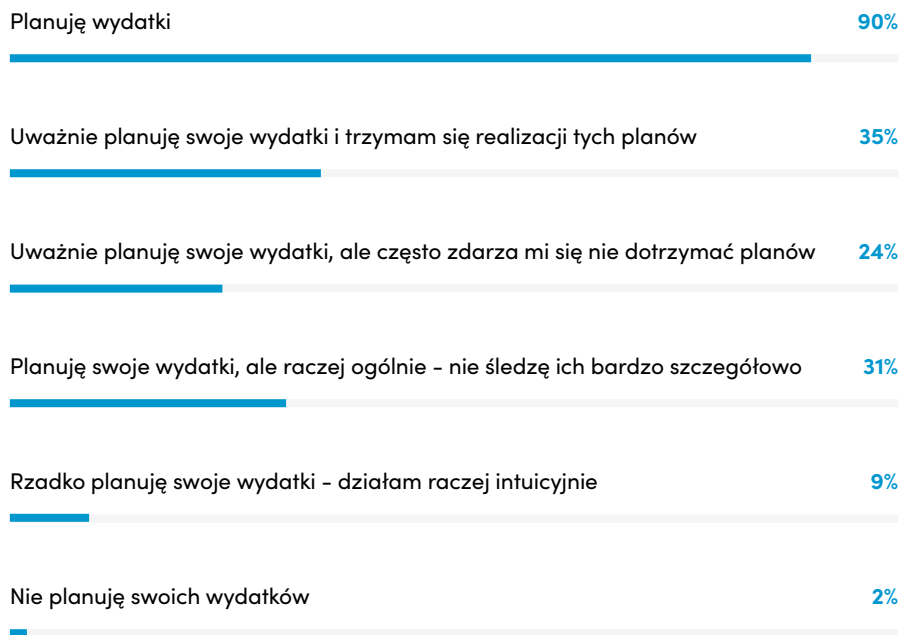 Planuję wydatki 90%
Uważnie planuję swoje wydatki i trzymam się realizacji tych planów 35%
Uważnie planuję swoje wydatki, ale często zdarza mi się nie dotrzymać planów 24%
Planuję swoje wydatki, ale raczej ogólnie - nie śledzę ich bardzo szczegółowo 31%
Rzadko planuję swoje wydatki - działam raczej intuicyjnie 9%
Nie planuję swoich wydatków 2%